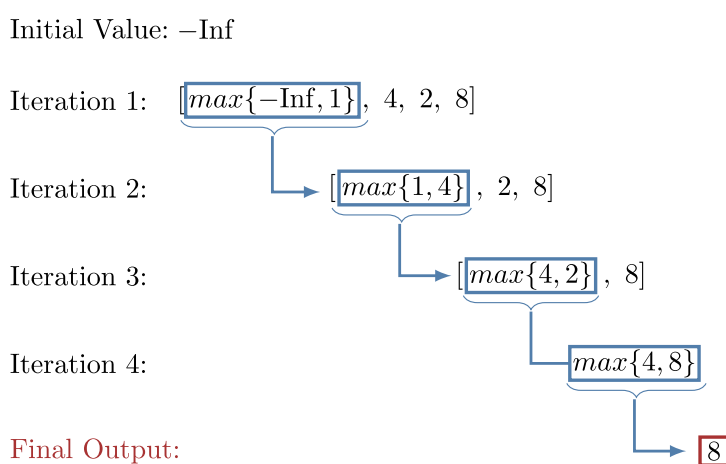 Initial Value: −Inf
Iteration 1: [max{−Inf, 1}, 4, 2, 8]
Iteration 2: [max{1, 4}, 2, 8]
Iteration 3: [max{4, 2}, 8]
Iteration 4: max{4, 8}
Final Output: 8